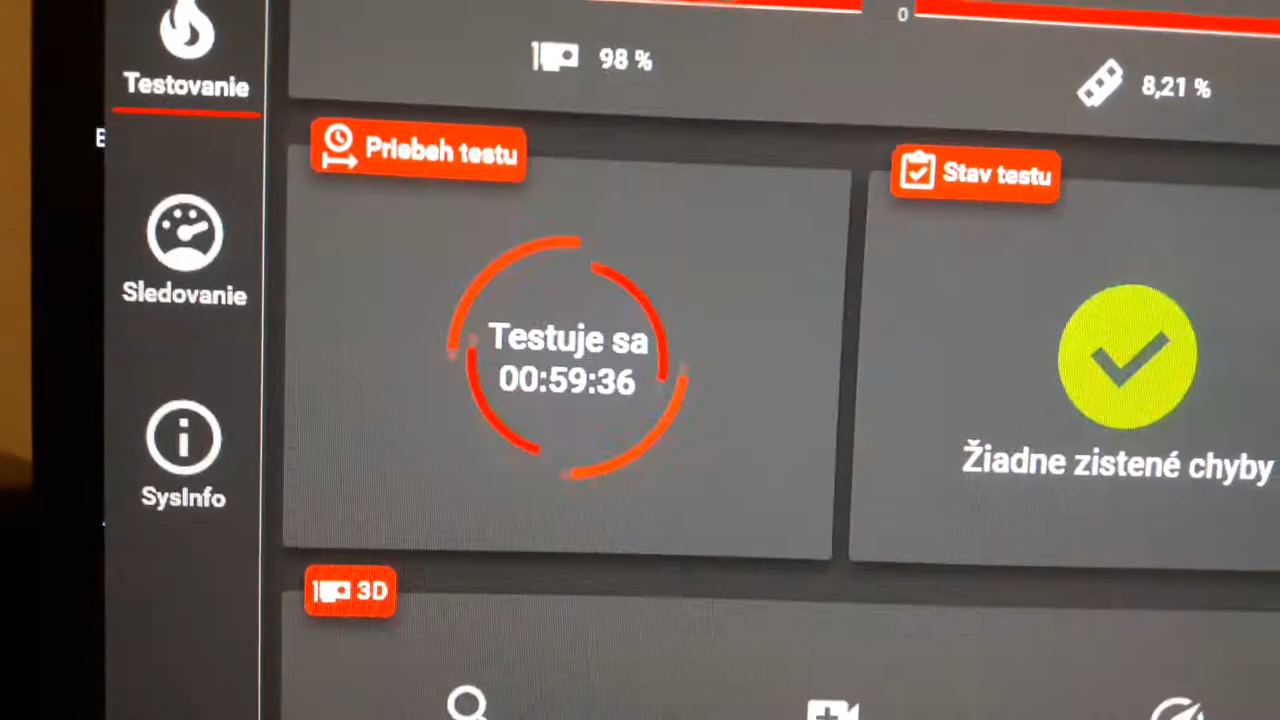 Testovanie
0
98 %
8,21 %
Priebeh testu
Stav testu
Sledovanie
Testuje sa
00:59:36
Žiadne zistené chyby
SysInfo
3D